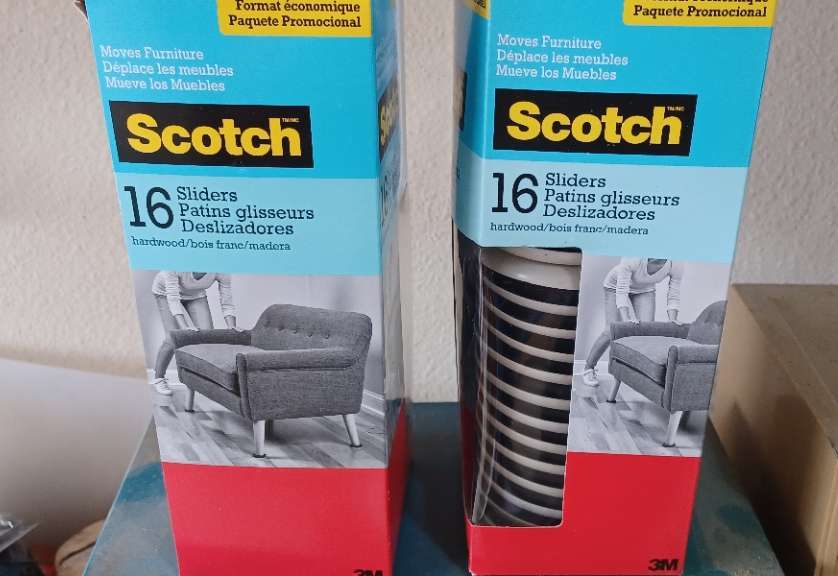 Format économique
Paquete Promocional
Moves Furniture
Déplace les meubles
Mueve los Muebles
Scotch
16 Sliders
Patins glisseurs
Deslizadores
hardwood/bois franc/madera
3M
Paquete Promocional
Moves Furniture
Déplace les meubles
Mueve los Muebles
Scotch
16 Sliders
Patins glisseurs
Deslizadores
hardwood/bois franc/madera
3M